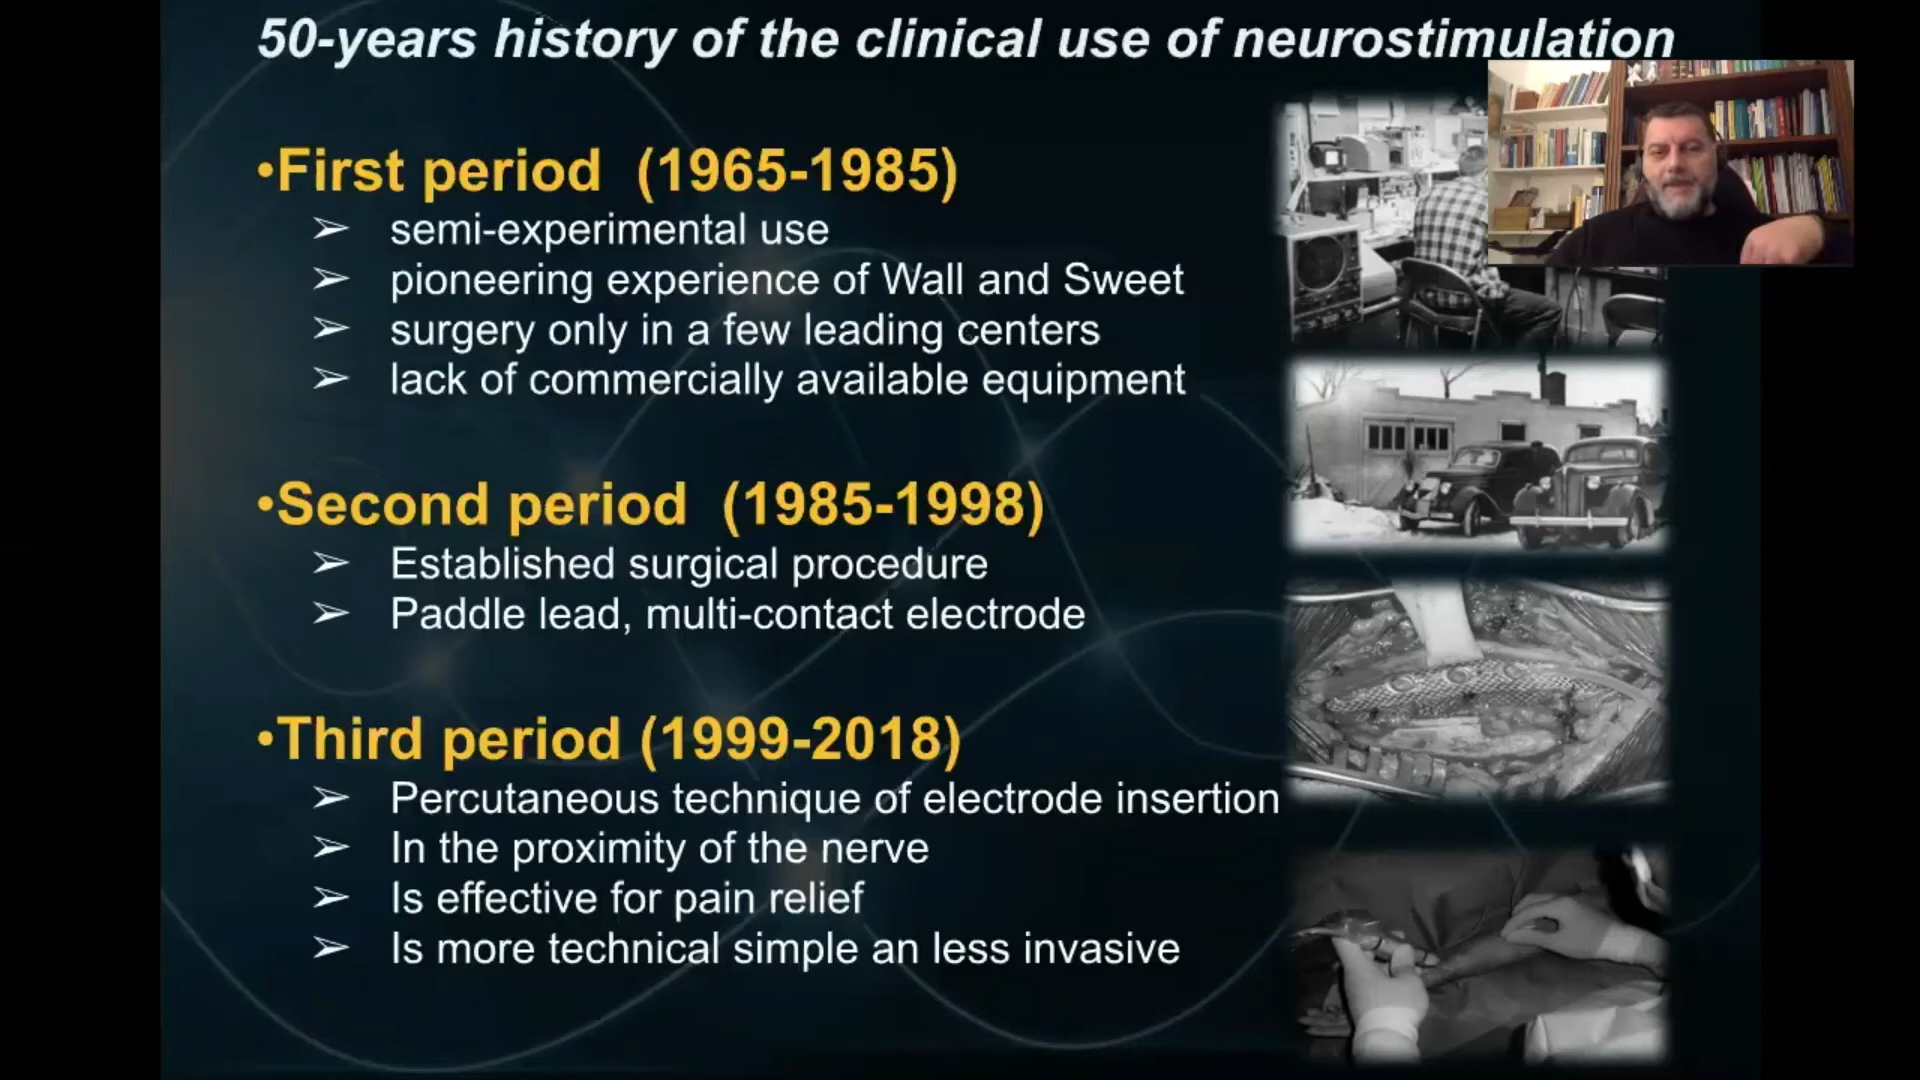 50-years history of the clinical use of neurostimulation
•First period (1965-1985)
➢ semi-experimental use
➢ pioneering experience of Wall and Sweet
➢ surgery only in a few leading centers
➢ lack of commercially available equipment
•Second period (1985-1998)
➢ Established surgical procedure
➢ Paddle lead, multi-contact electrode
•Third period (1999-2018)
➢ Percutaneous technique of electrode insertion
➢ In the proximity of the nerve
➢ Is effective for pain relief
➢ Is more technical simple an less invasive